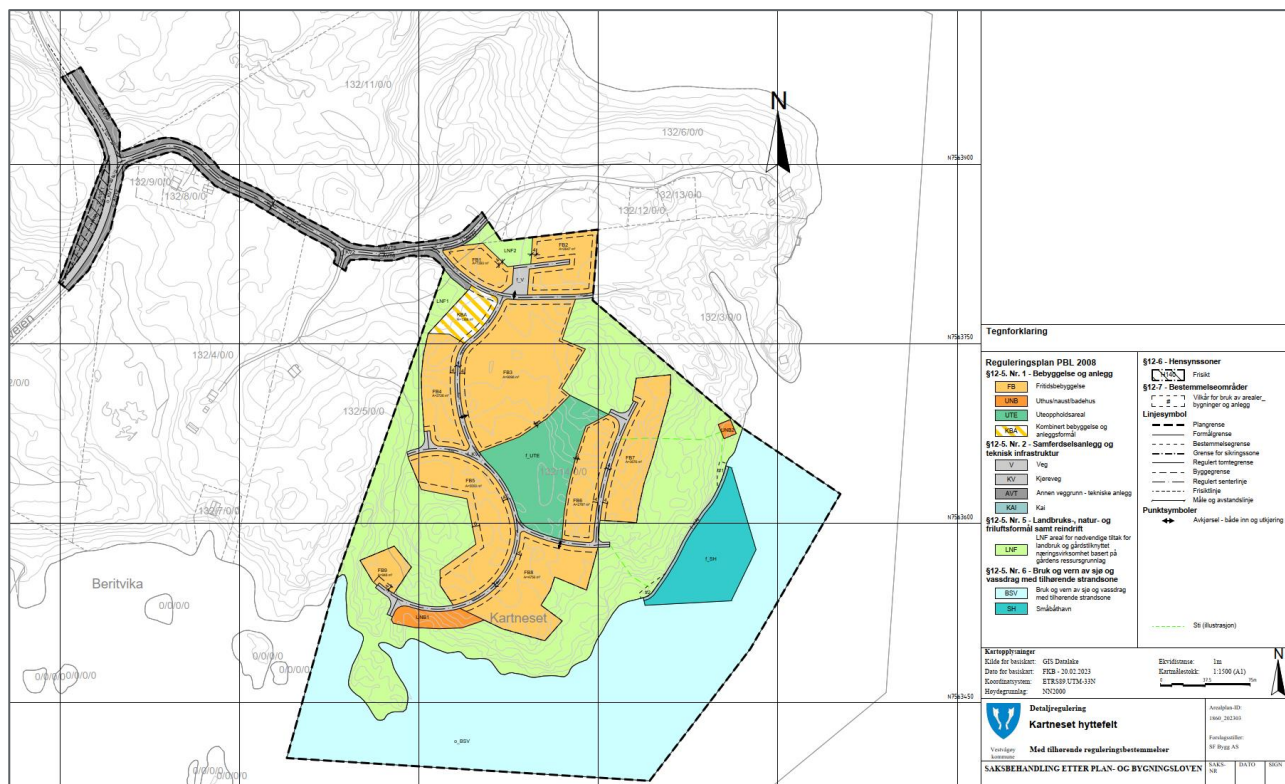 132/11/0/0
132/6/0/0
N
N7563900
132/9/0/0
132/8/0/0
132/13/0/0
132/12/0/0
FB2
LNF2
FB1
f_V
LNF1
KBA
132/3/0/0
N7563750
132/4/0/0
FB3
FB4
132/5/0/0
UNB2
f_UTE
FB7
FB5
FB6
132/7/0/0
N7563600
f_SH
FB9
FB8
Beritvika
0/0/0/0
UNB1
Kartneset
0/0/0/0
N7563450
o_BSV
Tegnforklaring
Reguleringsplan PBL 2008
§12-5. Nr. 1 - Bebyggelse og anlegg
FB Fritidsbebyggelse
UNB Uthus/naust/badehus
UTE Uteoppholdsareal
KBA Kombinert bebyggelse og
anleggsformål
§12-5. Nr. 2 - Samferdselsanlegg og
teknisk infrastruktur
V Veg
KV Kjøreveg
AVT Annen veggrunn - tekniske anlegg
KAI Kai
§12-5. Nr. 5 - Landbruks-, natur- og
friluftsformål samt reindrift
LNF LNF areal for nødvendige tiltak for
landbruk og gårdstilknyttet
næringsvirksomhet basert på
gårdens ressursgrunnlag
§12-5. Nr. 6 - Bruk og vern av sjø og
vassdrag med tilhørende strandsone
BSV Bruk og vern av sjø og vassdrag
med tilhørende strandsone
SH Småbåthavn
§12-6 - Hensynssoner
H140 Frisikt
§12-7 - Bestemmelseområder
# Vilkår for bruk av arealer_
bygninger og anlegg
Linjesymbol
Plangrense
Formålgrense
Bestemmelsegrense
Grense for sikringssone
Regulert tomtegrense
Byggegrense
Regulert senterlinje
Frisiktlinje
Måle og avstandslinje
Punktsymboler
Avkjørsel - både inn og utkjøring
Sti (illustrasjon)
Kartopplysninger
Kilde for basiskart: GIS Datalake
Dato for basiskart: FKB - 20.02.2023
Koordinatsystem: ETRS89.UTM-33N
Høydegrunnlag: NN2000
Ekvidistanse: 1m
Kartmålestokk: 1:1500 (A1)
0 37.5 75m
N
Vestvågøy
kommune
Detaljregulering
Kartneset hyttefelt
Med tilhørende reguleringsbestemmelser
Arealplan-ID:
1860_202303
Forslagsstiller:
SF Bygg AS
SAKSBEHANDLING ETTER PLAN- OG BYGNINGSLOVEN
SAKS-
NR
DATO
SIGN